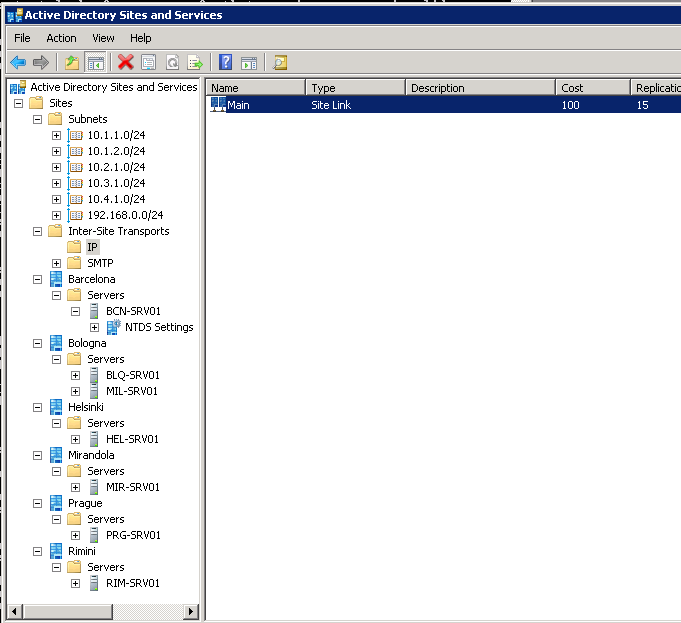 Active Directory Sites and Services
File Action View Help
Active Directory Sites and Services
Sites
Subnets
10.1.1.0/24
10.1.2.0/24
10.2.1.0/24
10.3.1.0/24
10.4.1.0/24
192.168.0.0/24
Inter-Site Transports
IP
SMTP
Barcelona
Servers
BCN-SRV01
NTDS Settings
Bologna
Servers
BLQ-SRV01
MIL-SRV01
Helsinki
Servers
HEL-SRV01
Mirandola
Servers
MIR-SRV01
Prague
Servers
PRG-SRV01
Rimini
Servers
RIM-SRV01
Name Type Description Cost Replicatio
Main Site Link 100 15